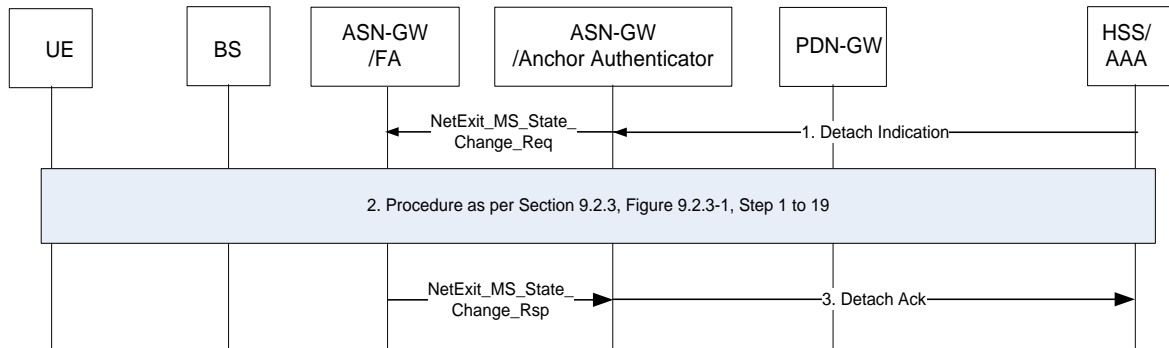 UE
BS
ASN-GW
/FA
ASN-GW
/Anchor Authenticator
PDN-GW
HSS/
AAA
NetExit_MS_State_
Change_Req
1. Detach Indication
2. Procedure as per Section 9.2.3, Figure 9.2.3-1, Step 1 to 19
NetExit_MS_State_
Change_Rsp
3. Detach Ack